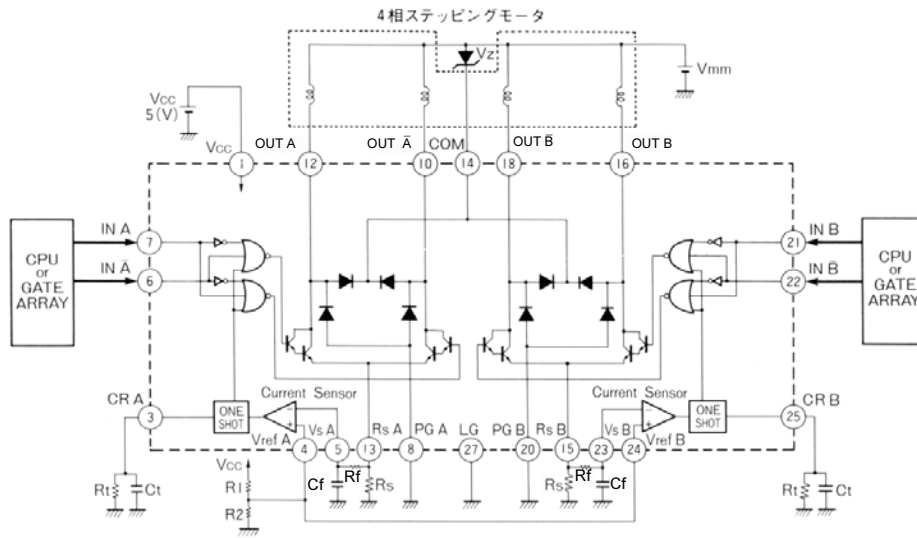 4相ステッピングモータ
Vz
Vmm
Vcc
5(V)
Vcc
OUT A
OUT Ā
COM
OUT B̄
OUT B
1
12
10
14
18
16
CPU
or
GATE
ARRAY
IN A
7
IN Ā
6
IN B
21
IN B̄
22
CPU
or
GATE
ARRAY
CR A
3
ONE
SHOT
Current Sensor
Vs A
Rs A
PG A
LG
PG B
Rs B
Vs B
Current Sensor
ONE
SHOT
CR B
25
Vref A
4
5
13
8
27
20
15
23
24
Vref B
Rt
Ct
Vcc
R1
R2
Cf
Rf
Rs
Rs
Rf
Cf
Rt
Ct